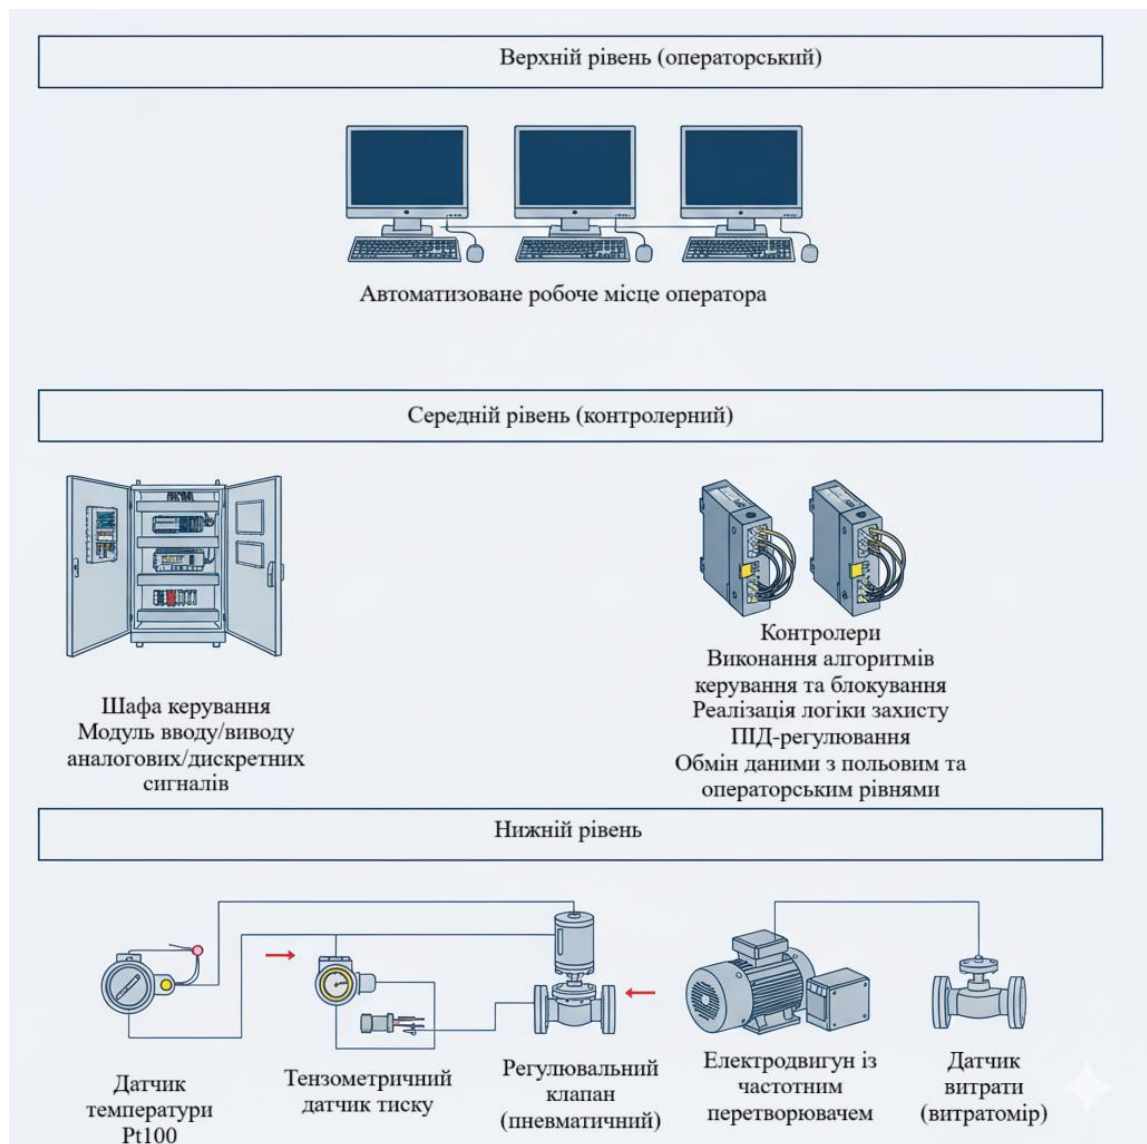 Верхній рівень (операторський)
Автоматизоване робоче місце оператора
Середній рівень (контролерний)
Шафа керування
Модуль вводу/виводу
аналогових/дискретних
сигналів
Контролери
Виконання алгоритмів
керування та блокування
Реалізація логіки захисту
ПІД-регулювання
Обмін даними з польовим та
операторським рівнями
Нижній рівень
Датчик
температури
Pt100
Тензометричний
датчик тиску
Регулювальний
клапан
(пневматичний)
Електродвигун із
частотним
перетворювачем
Датчик
витрати
(витратомір)